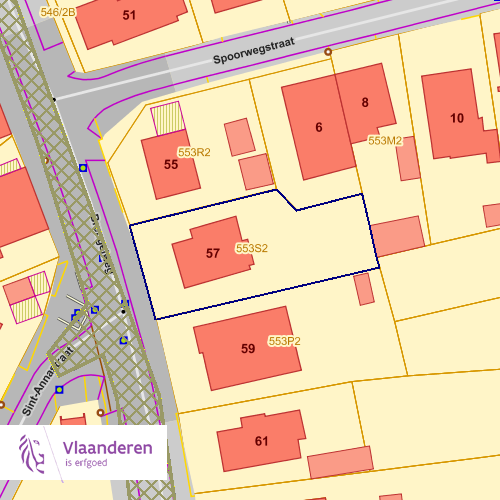 546/2B
51
Spoorwegstraat
8
6
10
553M2
553R2
55
57
553S2
59
553P2
Sint-Annastraat
61
Vlaanderen
is erfgoed